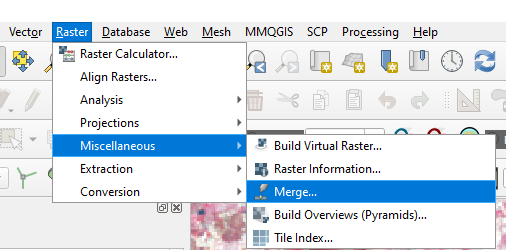 Vector Raster Database Web Mesh MMQGIS SCP Processing Help
Raster Calculator...
Align Rasters...
Analysis
Projections
Miscellaneous
Extraction
Conversion
Build Virtual Raster...
Raster Information...
Merge...
Build Overviews (Pyramids)...
Tile Index...